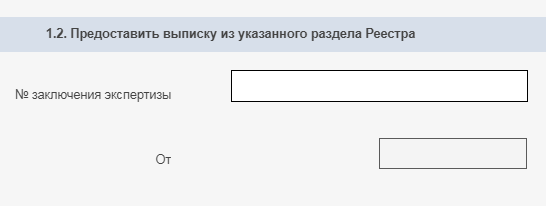 1.2. Предоставить выписку из указанного раздела Реестра
№ заключения экспертизы
От